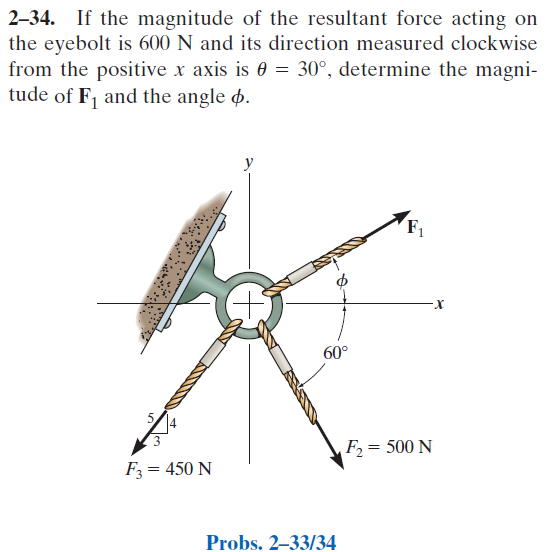 2–34. If the magnitude of the resultant force acting on
the eyebolt is 600 N and its direction measured clockwise
from the positive x axis is θ = 30°, determine the magni-
tude of F₁ and the angle ϕ.
y
F₁
ϕ
x
60°
5
4
3
F₂ = 500 N
F₃ = 450 N
Probs. 2–33/34